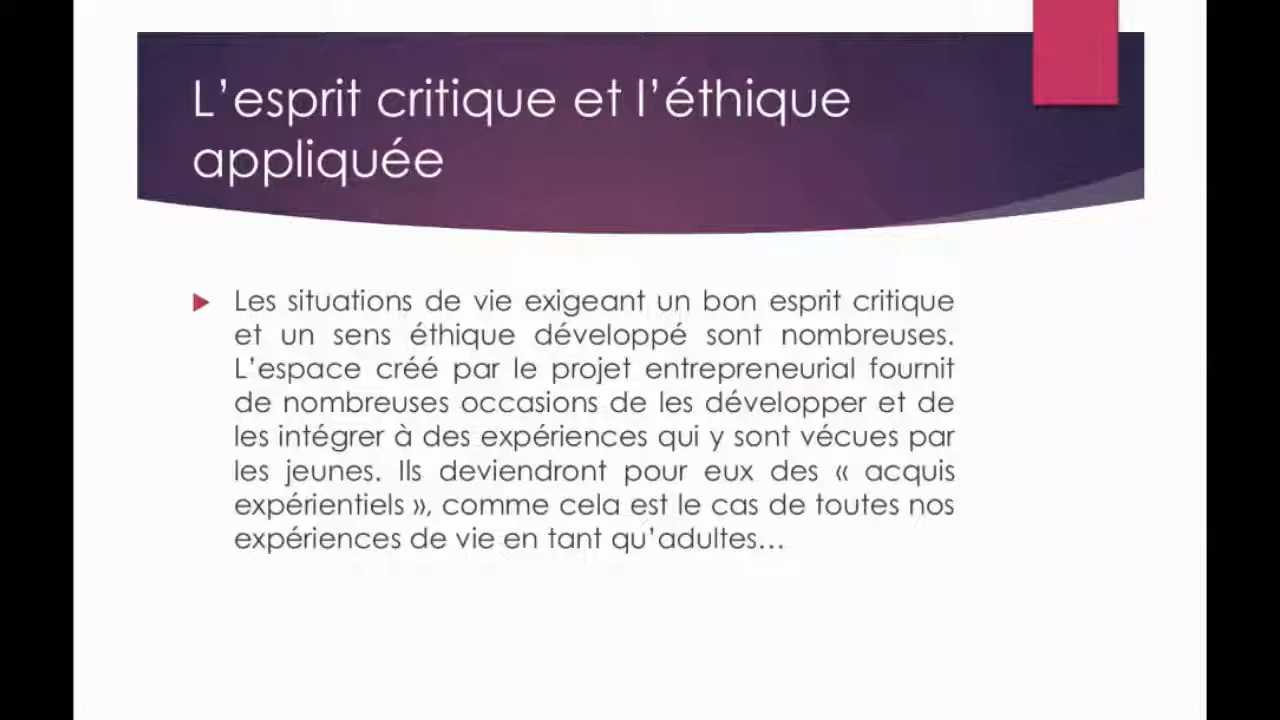 L’esprit critique et l’éthique
appliquée
Les situations de vie exigeant un bon esprit critique
et un sens éthique développé sont nombreuses.
L’espace créé par le projet entrepreneurial fournit
de nombreuses occasions de les développer et de
les intégrer à des expériences qui y sont vécues par
les jeunes. Ils deviendront pour eux des « acquis
expérientiels », comme cela est le cas de toutes nos
expériences de vie en tant qu’adultes…